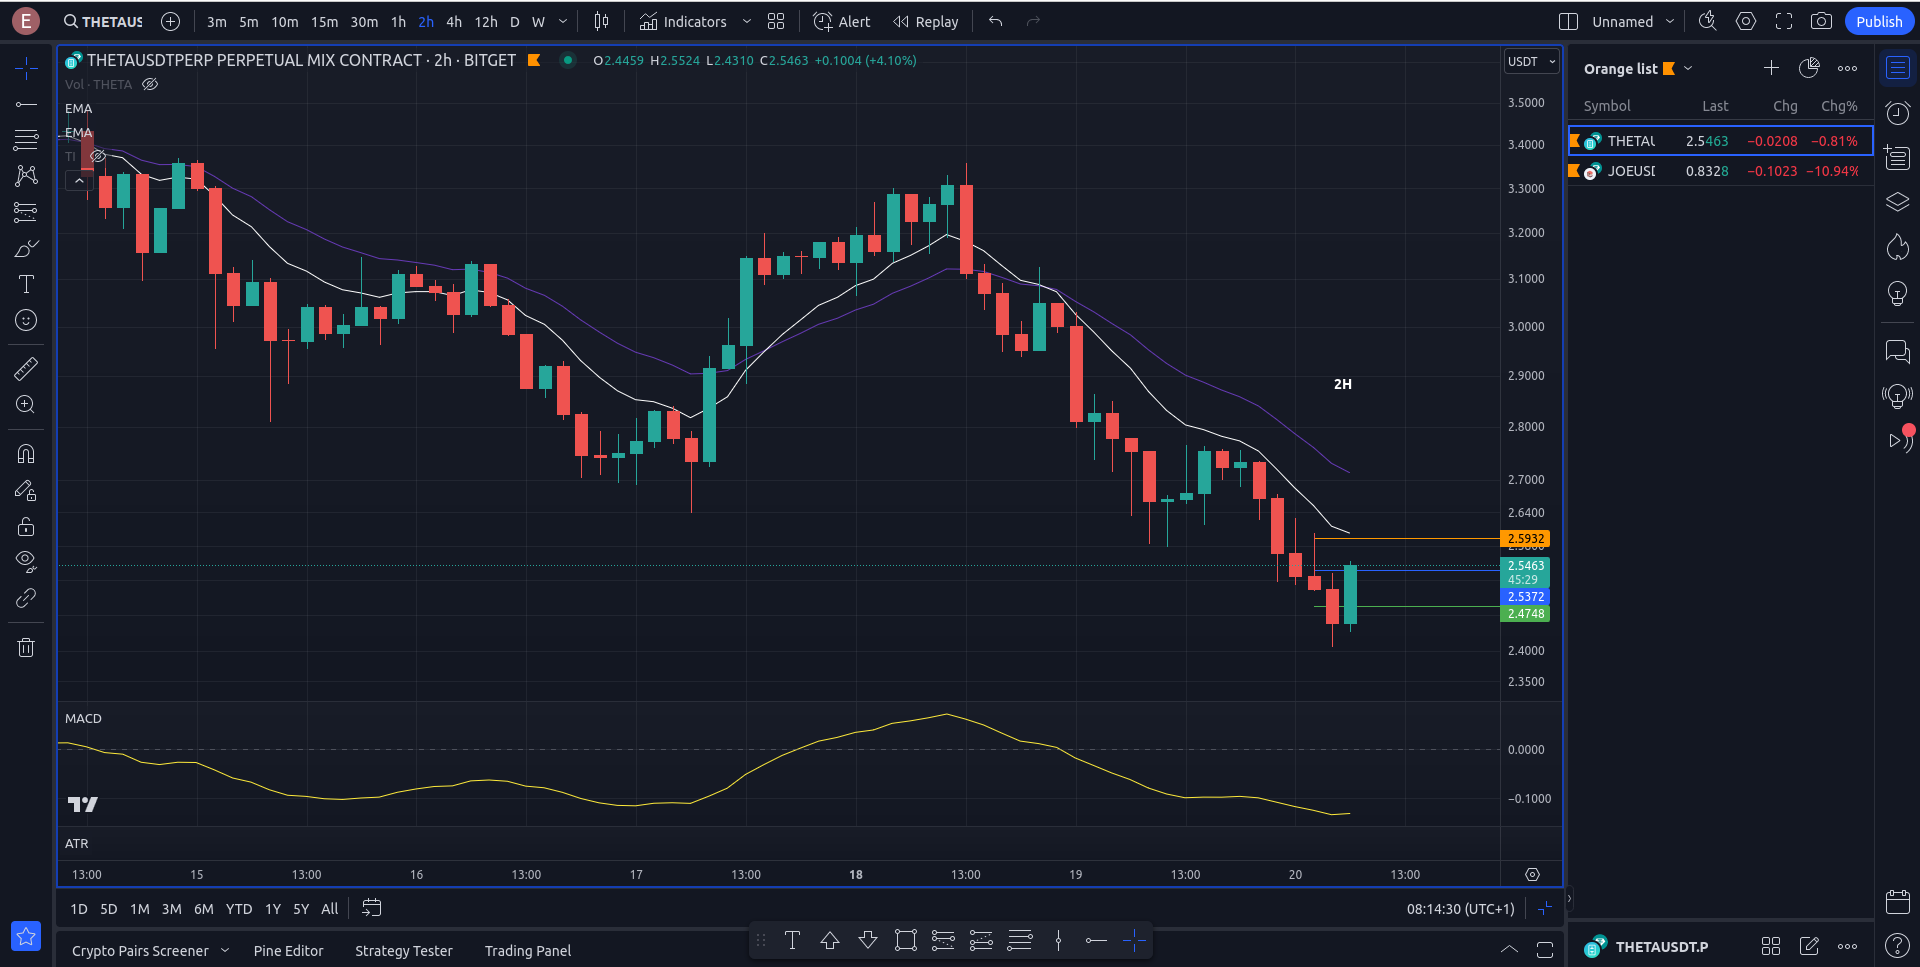 E THETAUS 3m 5m 10m 15m 30m 1h 2h 4h 12h D W Indicators Alert Replay Unnamed Publish
THETAUSDTPERP PERPETUAL MIX CONTRACT · 2h · BITGET O2.4459 H2.5524 L2.4310 C2.5463 +0.1004 (+4.10%) USDT
Vol · THETA
EMA
EMA
TI
3.5000
3.4000
3.3000
3.2000
3.1000
3.0000
2.9000
2H
2.8000
2.7000
2.6400
2.5932
2.5463
45:29
2.5372
2.4748
2.4000
2.3500
MACD
0.0000
−0.1000
ATR
13:00 15 13:00 16 13:00 17 13:00 18 13:00 19 13:00 20 13:00
1D 5D 1M 3M 6M YTD 1Y 5Y All 08:14:30 (UTC+1)
Crypto Pairs Screener Pine Editor Strategy Tester Trading Panel
Orange list
Symbol Last Chg Chg%
THETAU 2.5463 −0.0208 −0.81%
JOEUSD 0.8328 −0.1023 −10.94%
THETAUSDT.P